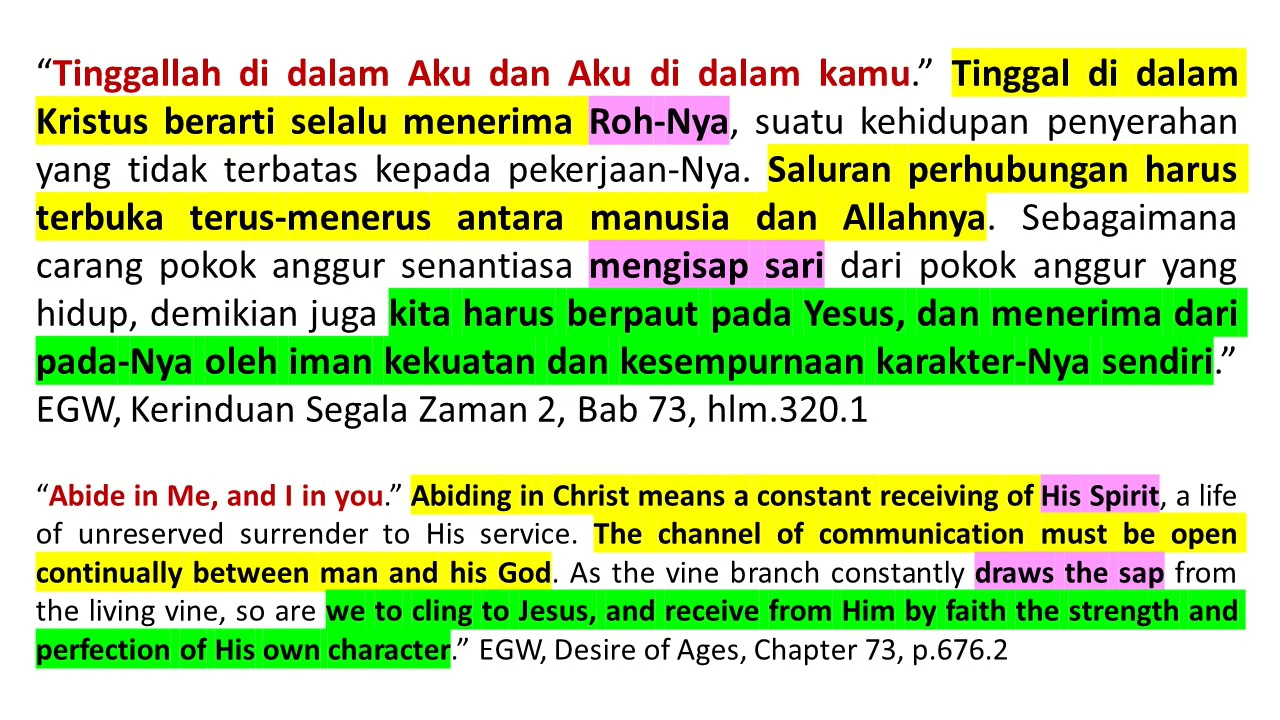 “Tinggallah di dalam Aku dan Aku di dalam kamu.” Tinggal di dalam
Kristus berarti selalu menerima Roh-Nya, suatu kehidupan penyerahan
yang tidak terbatas kepada pekerjaan-Nya. Saluran perhubungan harus
terbuka terus-menerus antara manusia dan Allahnya. Sebagaimana
carang pokok anggur senantiasa mengisap sari dari pokok anggur yang
hidup, demikian juga kita harus berpaut pada Yesus, dan menerima dari
pada-Nya oleh iman kekuatan dan kesempurnaan karakter-Nya sendiri.”
EGW, Kerinduan Segala Zaman 2, Bab 73, hlm.320.1
“Abide in Me, and I in you.” Abiding in Christ means a constant receiving of His Spirit, a life
of unreserved surrender to His service. The channel of communication must be open
continually between man and his God. As the vine branch constantly draws the sap from
the living vine, so are we to cling to Jesus, and receive from Him by faith the strength and
perfection of His own character.” EGW, Desire of Ages, Chapter 73, p.676.2